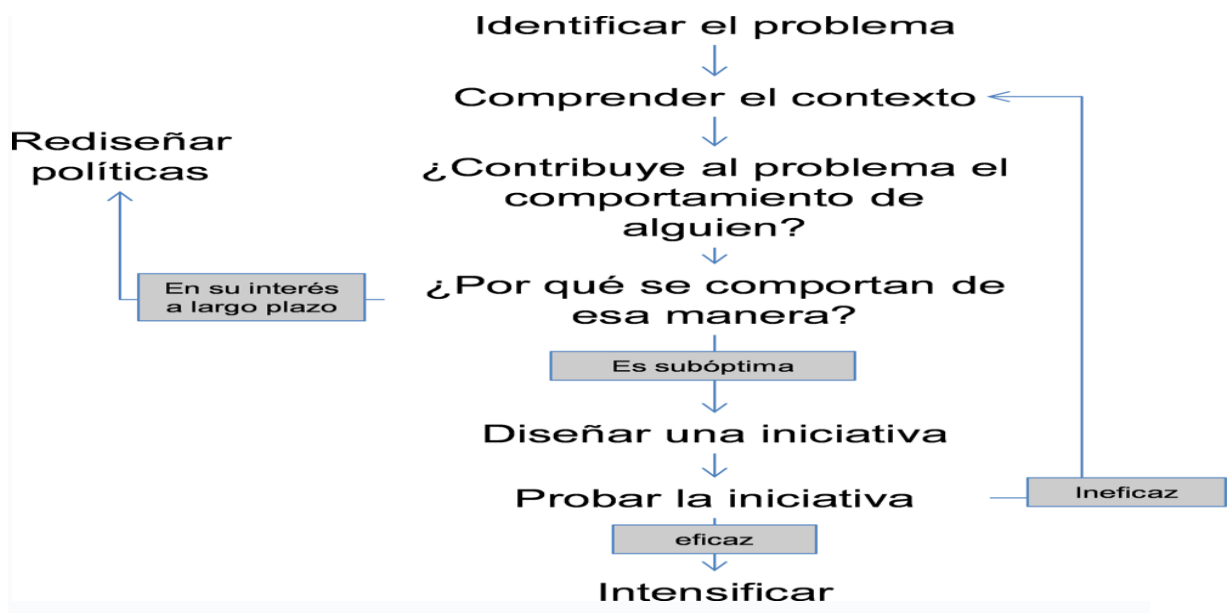 Identificar el problema
Comprender el contexto
Rediseñar
políticas
¿Contribuye al problema el
comportamiento de
alguien?
En su interés
a largo plazo
¿Por qué se comportan de
esa manera?
Es subóptima
Diseñar una iniciativa
Probar la iniciativa
Ineficaz
eficaz
Intensificar